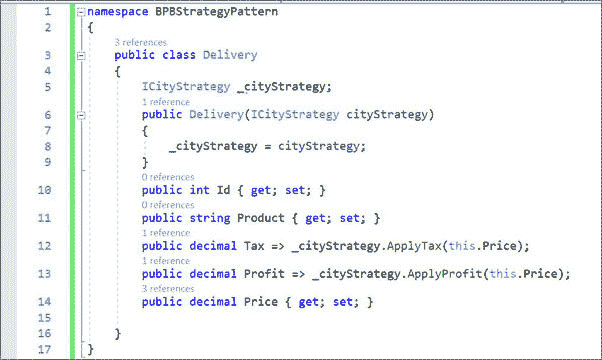 1 namespace BPBStrategyPattern
2 {
3 references
3 public class Delivery
4 {
5 ICityStrategy _cityStrategy;
1 reference
6 public Delivery(ICityStrategy cityStrategy)
7 {
8 _cityStrategy = cityStrategy;
9 }
0 references
10 public int Id { get; set; }
0 references
11 public string Product { get; set; }
1 reference
12 public decimal Tax => _cityStrategy.ApplyTax(this.Price);
1 reference
13 public decimal Profit => _cityStrategy.ApplyProfit(this.Price);
3 references
14 public decimal Price { get; set; }
15
16 }
17 }